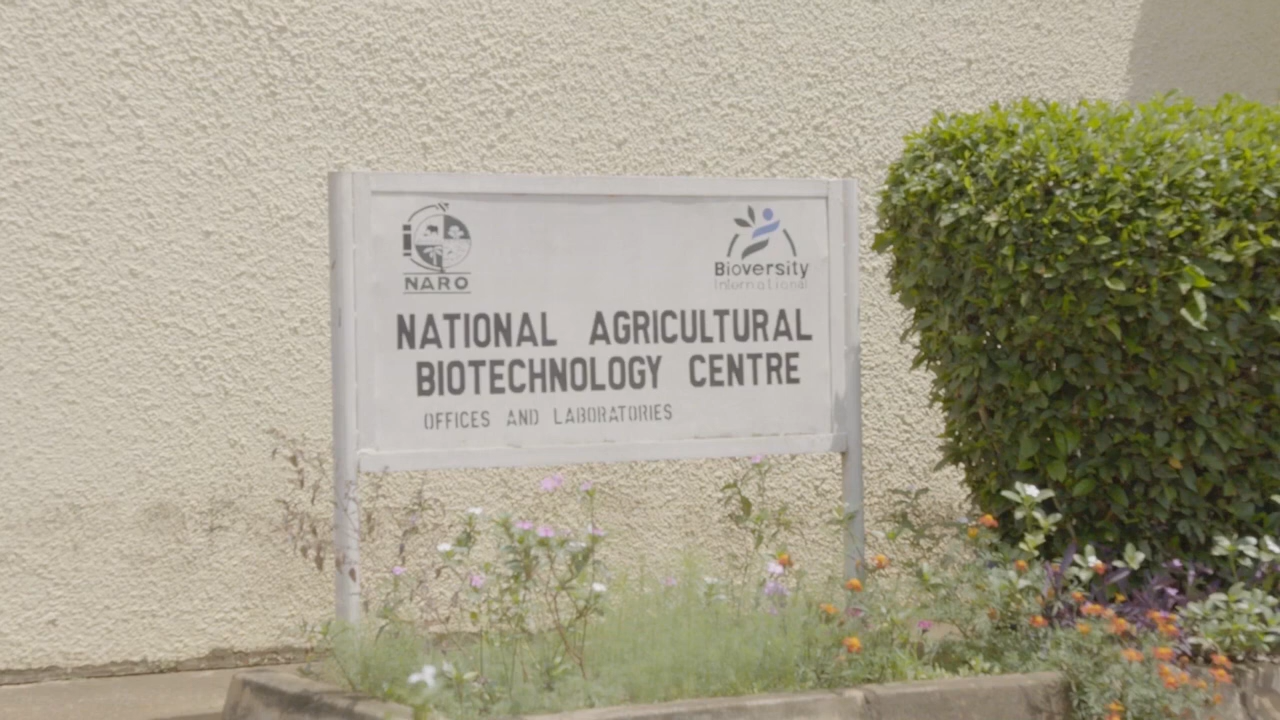 NARO
Bioversity
International
NATIONAL AGRICULTURAL
BIOTECHNOLOGY CENTRE
OFFICES AND LABORATORIES